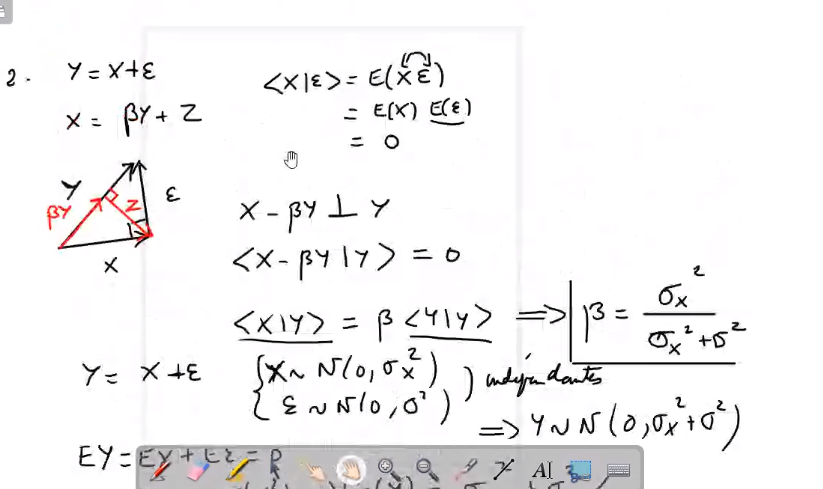 2. Y = X+ε
<X|ε> = E(Xε)
= E(X) E(ε)
= 0
X = βY + Z
Y
βY
Z
ε
X
X - βY ⊥ Y
<X - βY | Y> = 0
<X|Y> = β <Y|Y> => β = σx² / (σx² + σ²)
Y = X + ε
{ X ~ N(0, σx²)
{ ε ~ N(0, σ²)
) indépendantes
=> Y ~ N(0, σx² + σ²)
EY = EX + Eε =
AI